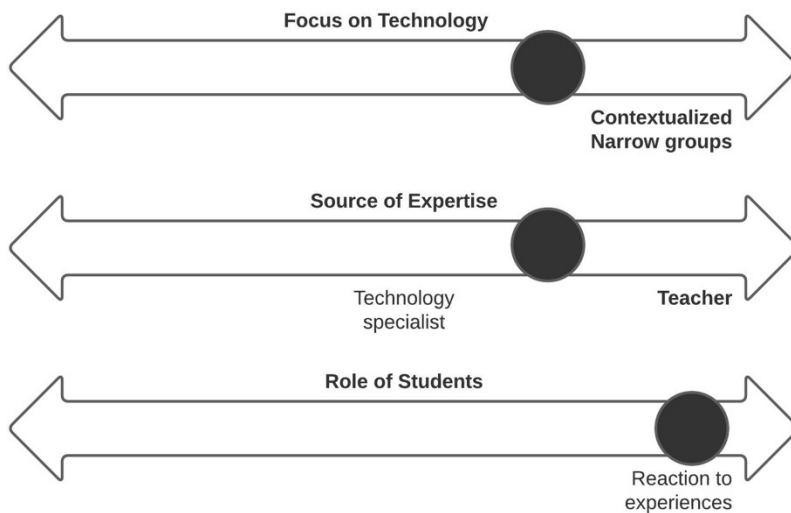 Focus on Technology
Contextualized
Narrow groups
Source of Expertise
Technology
specialist
Teacher
Role of Students
Reaction to
experiences